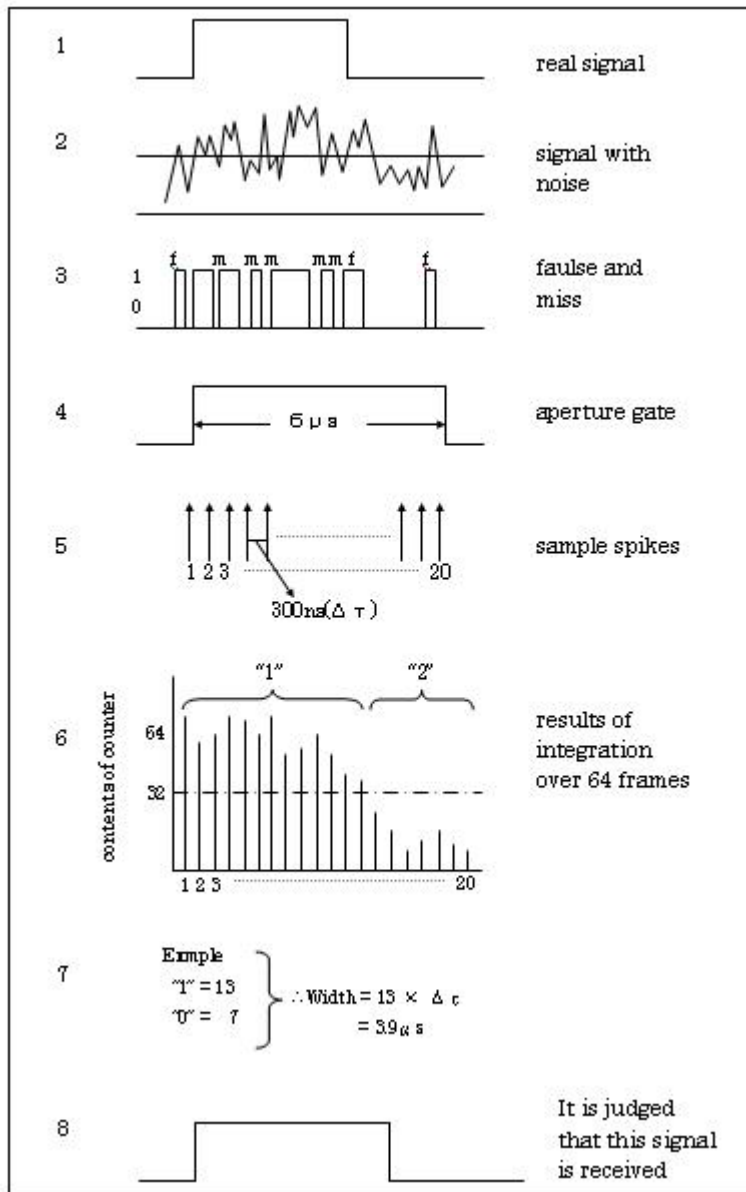 1
real signal
2
signal with
noise
f m m m m m f f
3
1
0
faulse and
miss
4
6 μ s
aperture gate
5
sample spikes
1 2 3 20
300ns(Δ τ)
"1" "2"
6
contents of counter
64
32
results of
integration
over 64 frames
1 2 3 20
7
Exmple
"1" = 13
"0" = 7
∴Width = 13 × Δ τ
= 3.9 μ s
8
It is judged
that this signal
is received